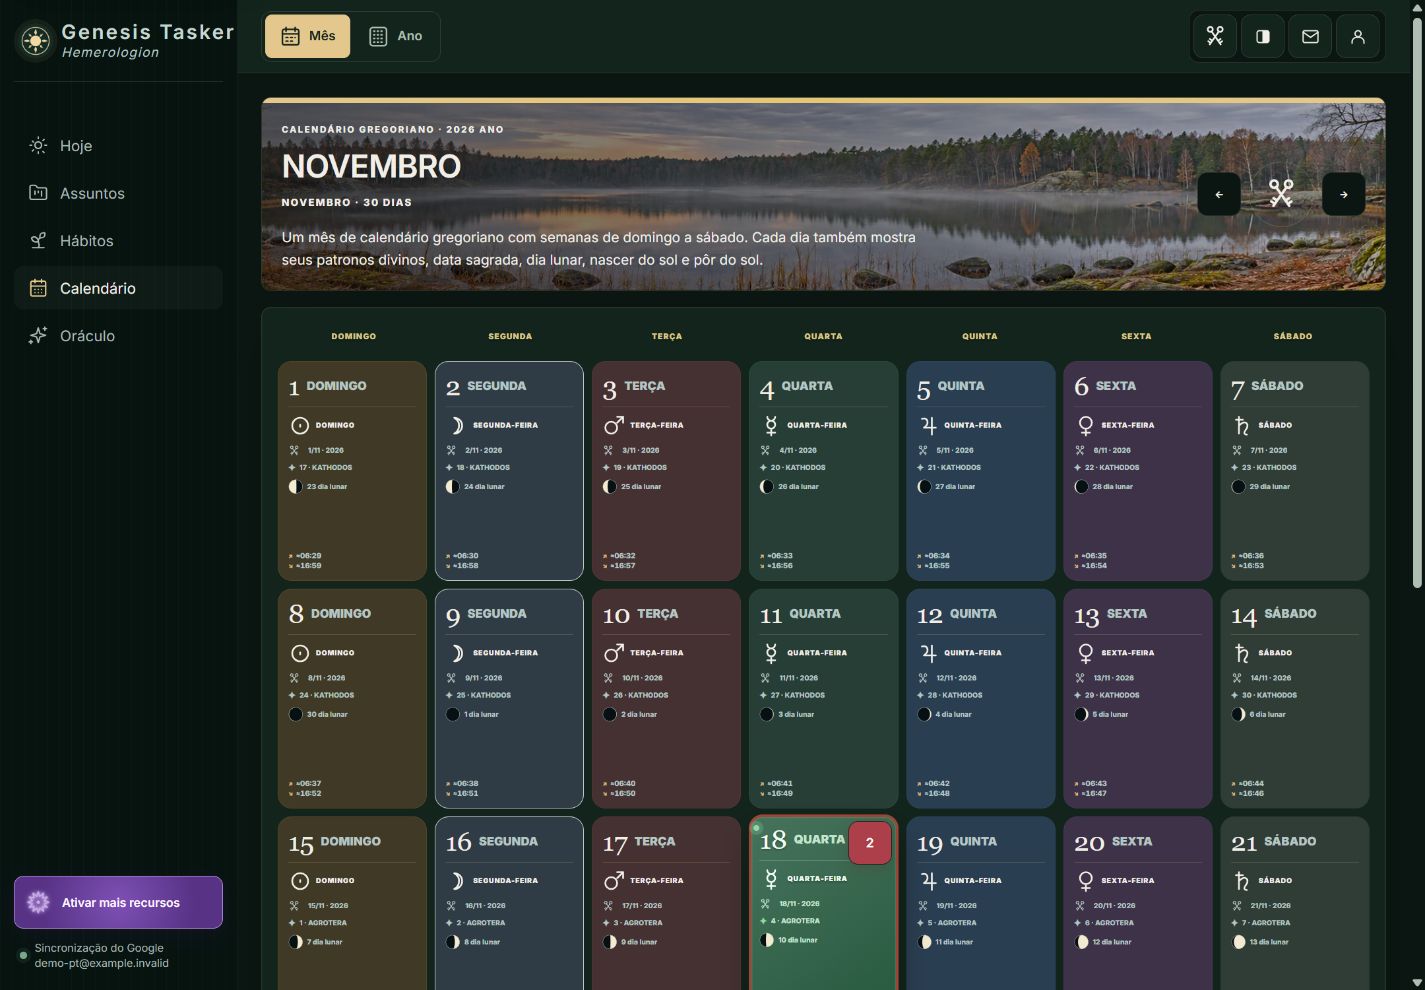 Genesis Tasker
Hemerologion
Hoje
Assuntos
Hábitos
Calendário
Oráculo
Ativar mais recursos
Sincronização do Google
demo-pt@example.invalid
Mês
Ano
CALENDÁRIO GREGORIANO · 2026 ANO
NOVEMBRO
NOVEMBRO · 30 DIAS
Um mês de calendário gregoriano com semanas de domingo a sábado. Cada dia também mostra
seus patronos divinos, data sagrada, dia lunar, nascer do sol e pôr do sol.
DOMINGO SEGUNDA TERÇA QUARTA QUINTA SEXTA SÁBADO
1 DOMINGO
DOMINGO
1/11 · 2026
17 · KATHODOS
23 dia lunar
≈06:29
≈16:59
2 SEGUNDA
SEGUNDA-FEIRA
2/11 · 2026
18 · KATHODOS
24 dia lunar
≈06:30
≈16:58
3 TERÇA
TERÇA-FEIRA
3/11 · 2026
19 · KATHODOS
25 dia lunar
≈06:32
≈16:57
4 QUARTA
QUARTA-FEIRA
4/11 · 2026
20 · KATHODOS
26 dia lunar
≈06:33
≈16:56
5 QUINTA
QUINTA-FEIRA
5/11 · 2026
21 · KATHODOS
27 dia lunar
≈06:34
≈16:55
6 SEXTA
SEXTA-FEIRA
6/11 · 2026
22 · KATHODOS
28 dia lunar
≈06:35
≈16:54
7 SÁBADO
SÁBADO
7/11 · 2026
23 · KATHODOS
29 dia lunar
≈06:36
≈16:53
8 DOMINGO
DOMINGO
8/11 · 2026
24 · KATHODOS
30 dia lunar
≈06:37
≈16:52
9 SEGUNDA
SEGUNDA-FEIRA
9/11 · 2026
25 · KATHODOS
1 dia lunar
≈06:38
≈16:51
10 TERÇA
TERÇA-FEIRA
10/11 · 2026
26 · KATHODOS
2 dia lunar
≈06:40
≈16:50
11 QUARTA
QUARTA-FEIRA
11/11 · 2026
27 · KATHODOS
3 dia lunar
≈06:41
≈16:49
12 QUINTA
QUINTA-FEIRA
12/11 · 2026
28 · KATHODOS
4 dia lunar
≈06:42
≈16:48
13 SEXTA
SEXTA-FEIRA
13/11 · 2026
29 · KATHODOS
5 dia lunar
≈06:43
≈16:47
14 SÁBADO
SÁBADO
14/11 · 2026
30 · KATHODOS
6 dia lunar
≈06:44
≈16:46
15 DOMINGO
DOMINGO
15/11 · 2026
1 · AGROTERA
7 dia lunar
16 SEGUNDA
SEGUNDA-FEIRA
16/11 · 2026
2 · AGROTERA
8 dia lunar
17 TERÇA
TERÇA-FEIRA
17/11 · 2026
3 · AGROTERA
9 dia lunar
18 QUARTA 2
QUARTA-FEIRA
18/11 · 2026
4 · AGROTERA
10 dia lunar
19 QUINTA
QUINTA-FEIRA
19/11 · 2026
5 · AGROTERA
11 dia lunar
20 SEXTA
SEXTA-FEIRA
20/11 · 2026
6 · AGROTERA
12 dia lunar
21 SÁBADO
SÁBADO
21/11 · 2026
7 · AGROTERA
13 dia lunar